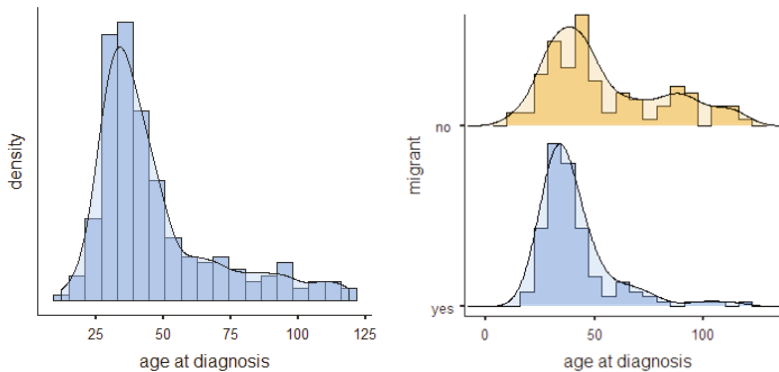 density
25
50
75
100
125
age at diagnosis
migrant
no
yes
0
50
100
age at diagnosis